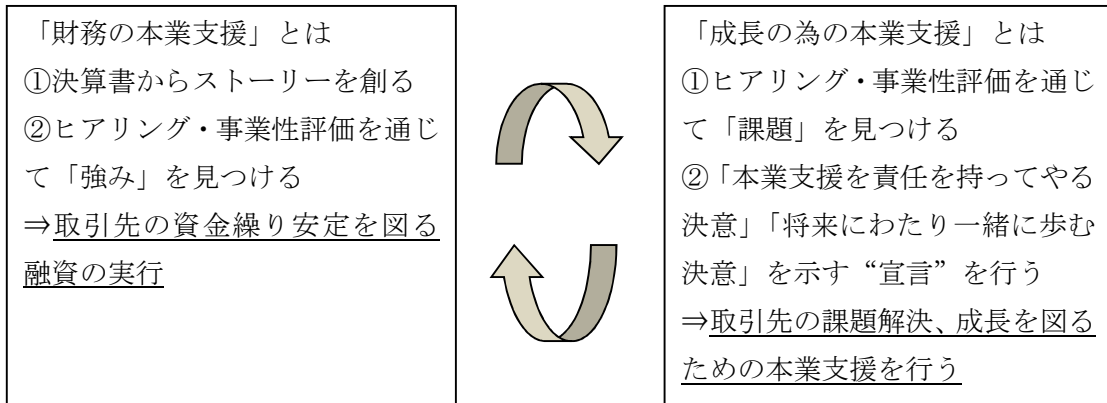 「財務の本業支援」とは
①決算書からストーリーを創る
②ヒアリング・事業性評価を通じ
て「強み」を見つける
⇒取引先の資金繰り安定を図る
融資の実行
「成長の為の本業支援」とは
①ヒアリング・事業性評価を通じ
て「課題」を見つける
②「本業支援を責任を持ってやる
決意」「将来にわたり一緒に歩む
決意」を示す“宣言”を行う
⇒取引先の課題解決、成長を図る
ための本業支援を行う